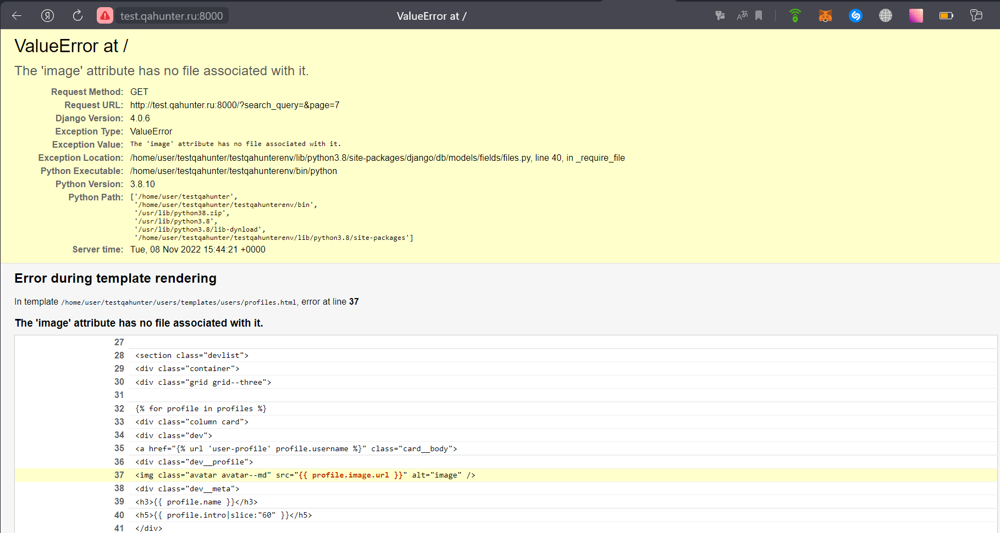 test.qahunter.ru:8000 ValueError at /
ValueError at /
The 'image' attribute has no file associated with it.
Request Method: GET
Request URL: http://test.qahunter.ru:8000/?search_query=&page=7
Django Version: 4.0.6
Exception Type: ValueError
Exception Value: The 'image' attribute has no file associated with it.
Exception Location: /home/user/testqahunter/testqahunterenv/lib/python3.8/site-packages/django/db/models/fields/files.py, line 40, in _require_file
Python Executable: /home/user/testqahunter/testqahunterenv/bin/python
Python Version: 3.8.10
Python Path: ['/home/user/testqahunter',
'/home/user/testqahunter/testqahunterenv/bin',
'/usr/lib/python38.zip',
'/usr/lib/python3.8',
'/usr/lib/python3.8/lib-dynload',
'/home/user/testqahunter/testqahunterenv/lib/python3.8/site-packages']
Server time: Tue, 08 Nov 2022 15:44:21 +0000
Error during template rendering
In template /home/user/testqahunter/users/templates/users/profiles.html, error at line 37
The 'image' attribute has no file associated with it.
27
28 <section class="devlist">
29 <div class="container">
30 <div class="grid grid--three">
31
32 {% for profile in profiles %}
33 <div class="column card">
34 <div class="dev">
35 <a href="{% url 'user-profile' profile.username %}" class="card__body">
36 <div class="dev__profile">
37 <img class="avatar avatar--md" src="{{ profile.image.url }}" alt="image" />
38 <div class="dev__meta">
39 <h3>{{ profile.name }}</h3>
40 <h5>{{ profile.intro|slice:"60" }}</h5>
41 </div>